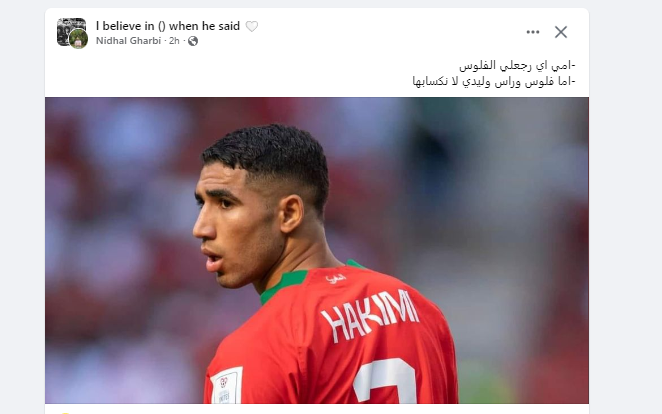 I believe in () when he said
Nidhal Gharbi · 2h ·
-امي اي رجعلي الفلوس
-اما فلوس وراس وليدي لا نكسابها
HAKIMI
2